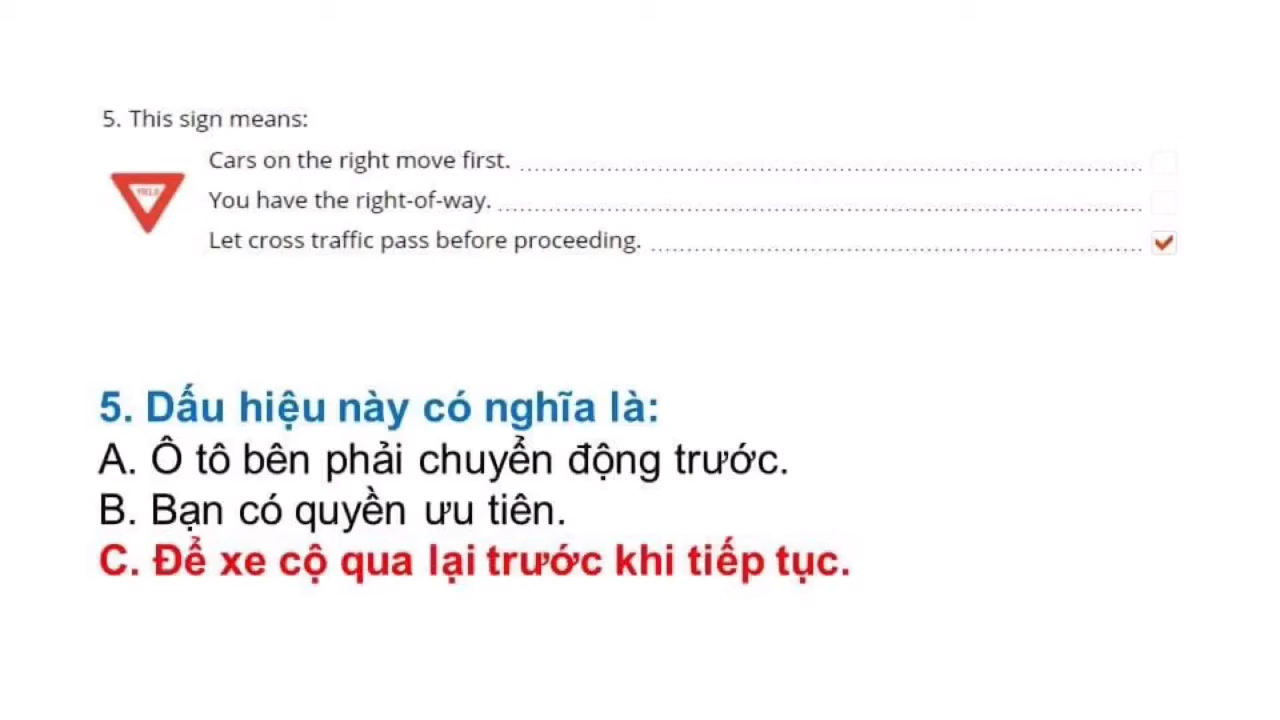 5. This sign means:
Cars on the right move first.
YIELD
You have the right-of-way.
Let cross traffic pass before proceeding.
5. Dấu hiệu này có nghĩa là:
A. Ô tô bên phải chuyển động trước.
B. Bạn có quyền ưu tiên.
C. Để xe cộ qua lại trước khi tiếp tục.